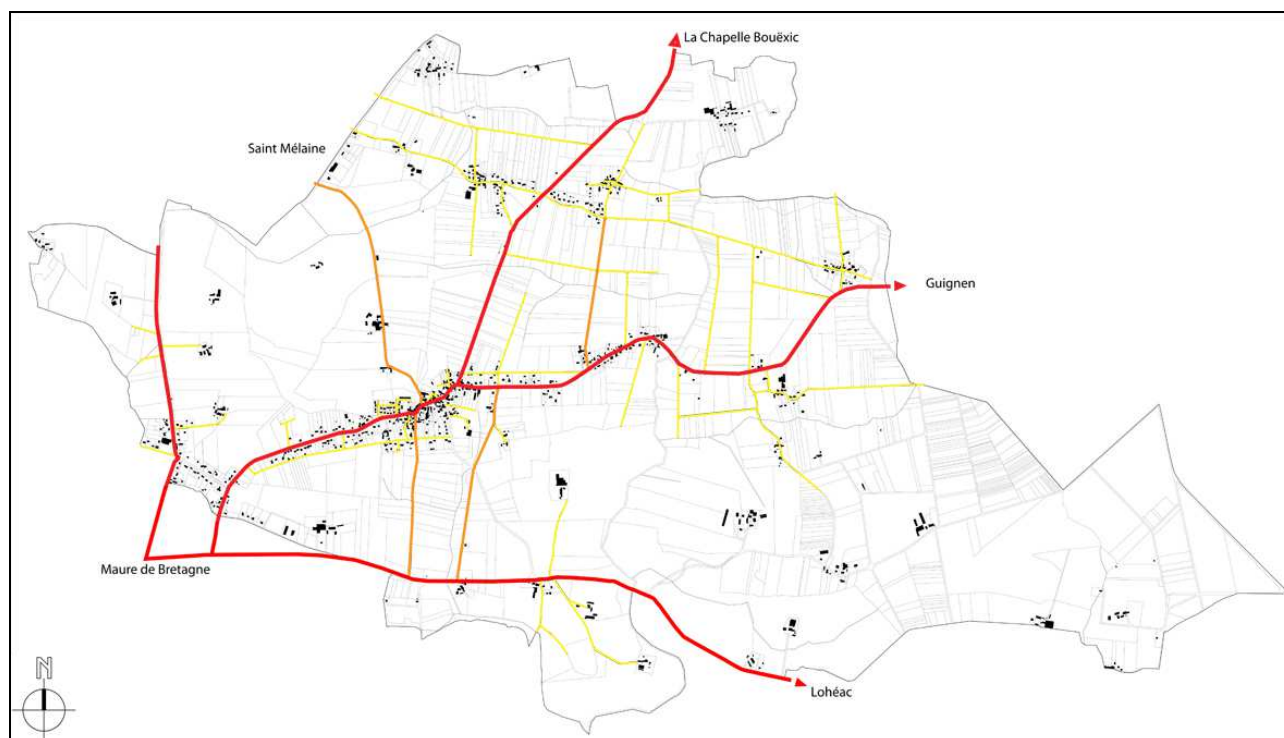 La Chapelle Bouëxic
Saint Mélaine
Guignen
Maure de Bretagne
Lohéac
N